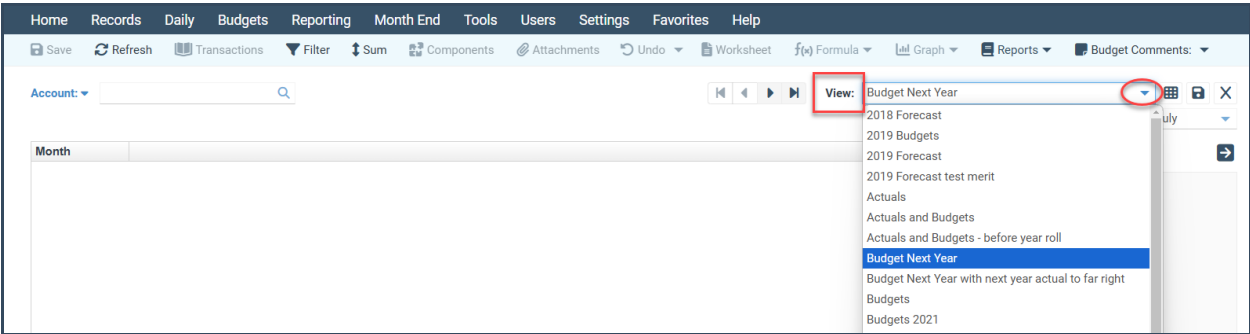 Home Records Daily Budgets Reporting Month End Tools Users Settings Favorites Help
Save Refresh Transactions Filter Sum Components Attachments Undo Worksheet f(x) Formula Graph Reports Budget Comments:
Account: View: Budget Next Year
2018 Forecast
uly
2019 Budgets
2019 Forecast
Month
2019 Forecast test merit
Actuals
Actuals and Budgets
Actuals and Budgets - before year roll
Budget Next Year
Budget Next Year with next year actual to far right
Budgets
Budgets 2021